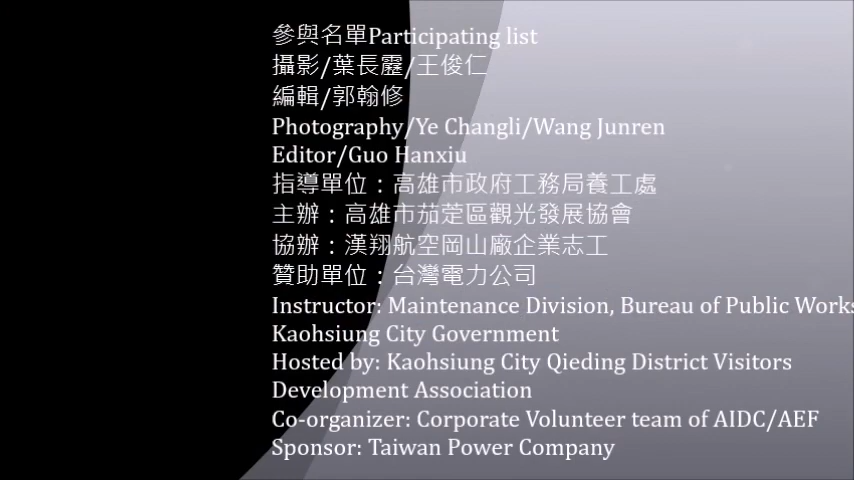 參與名單Participating list
攝影/葉長靂/王俊仁
編輯/郭翰修
Photography/Ye Changli/Wang Junren
Editor/Guo Hanxiu
指導單位：高雄市政府工務局養工處
主辦：高雄市茄萣區觀光發展協會
協辦：漢翔航空岡山廠企業志工
贊助單位：台灣電力公司
Instructor: Maintenance Division, Bureau of Public Works
Kaohsiung City Government
Hosted by: Kaohsiung City Qieding District Visitors
Development Association
Co-organizer: Corporate Volunteer team of AIDC/AEF
Sponsor: Taiwan Power Company